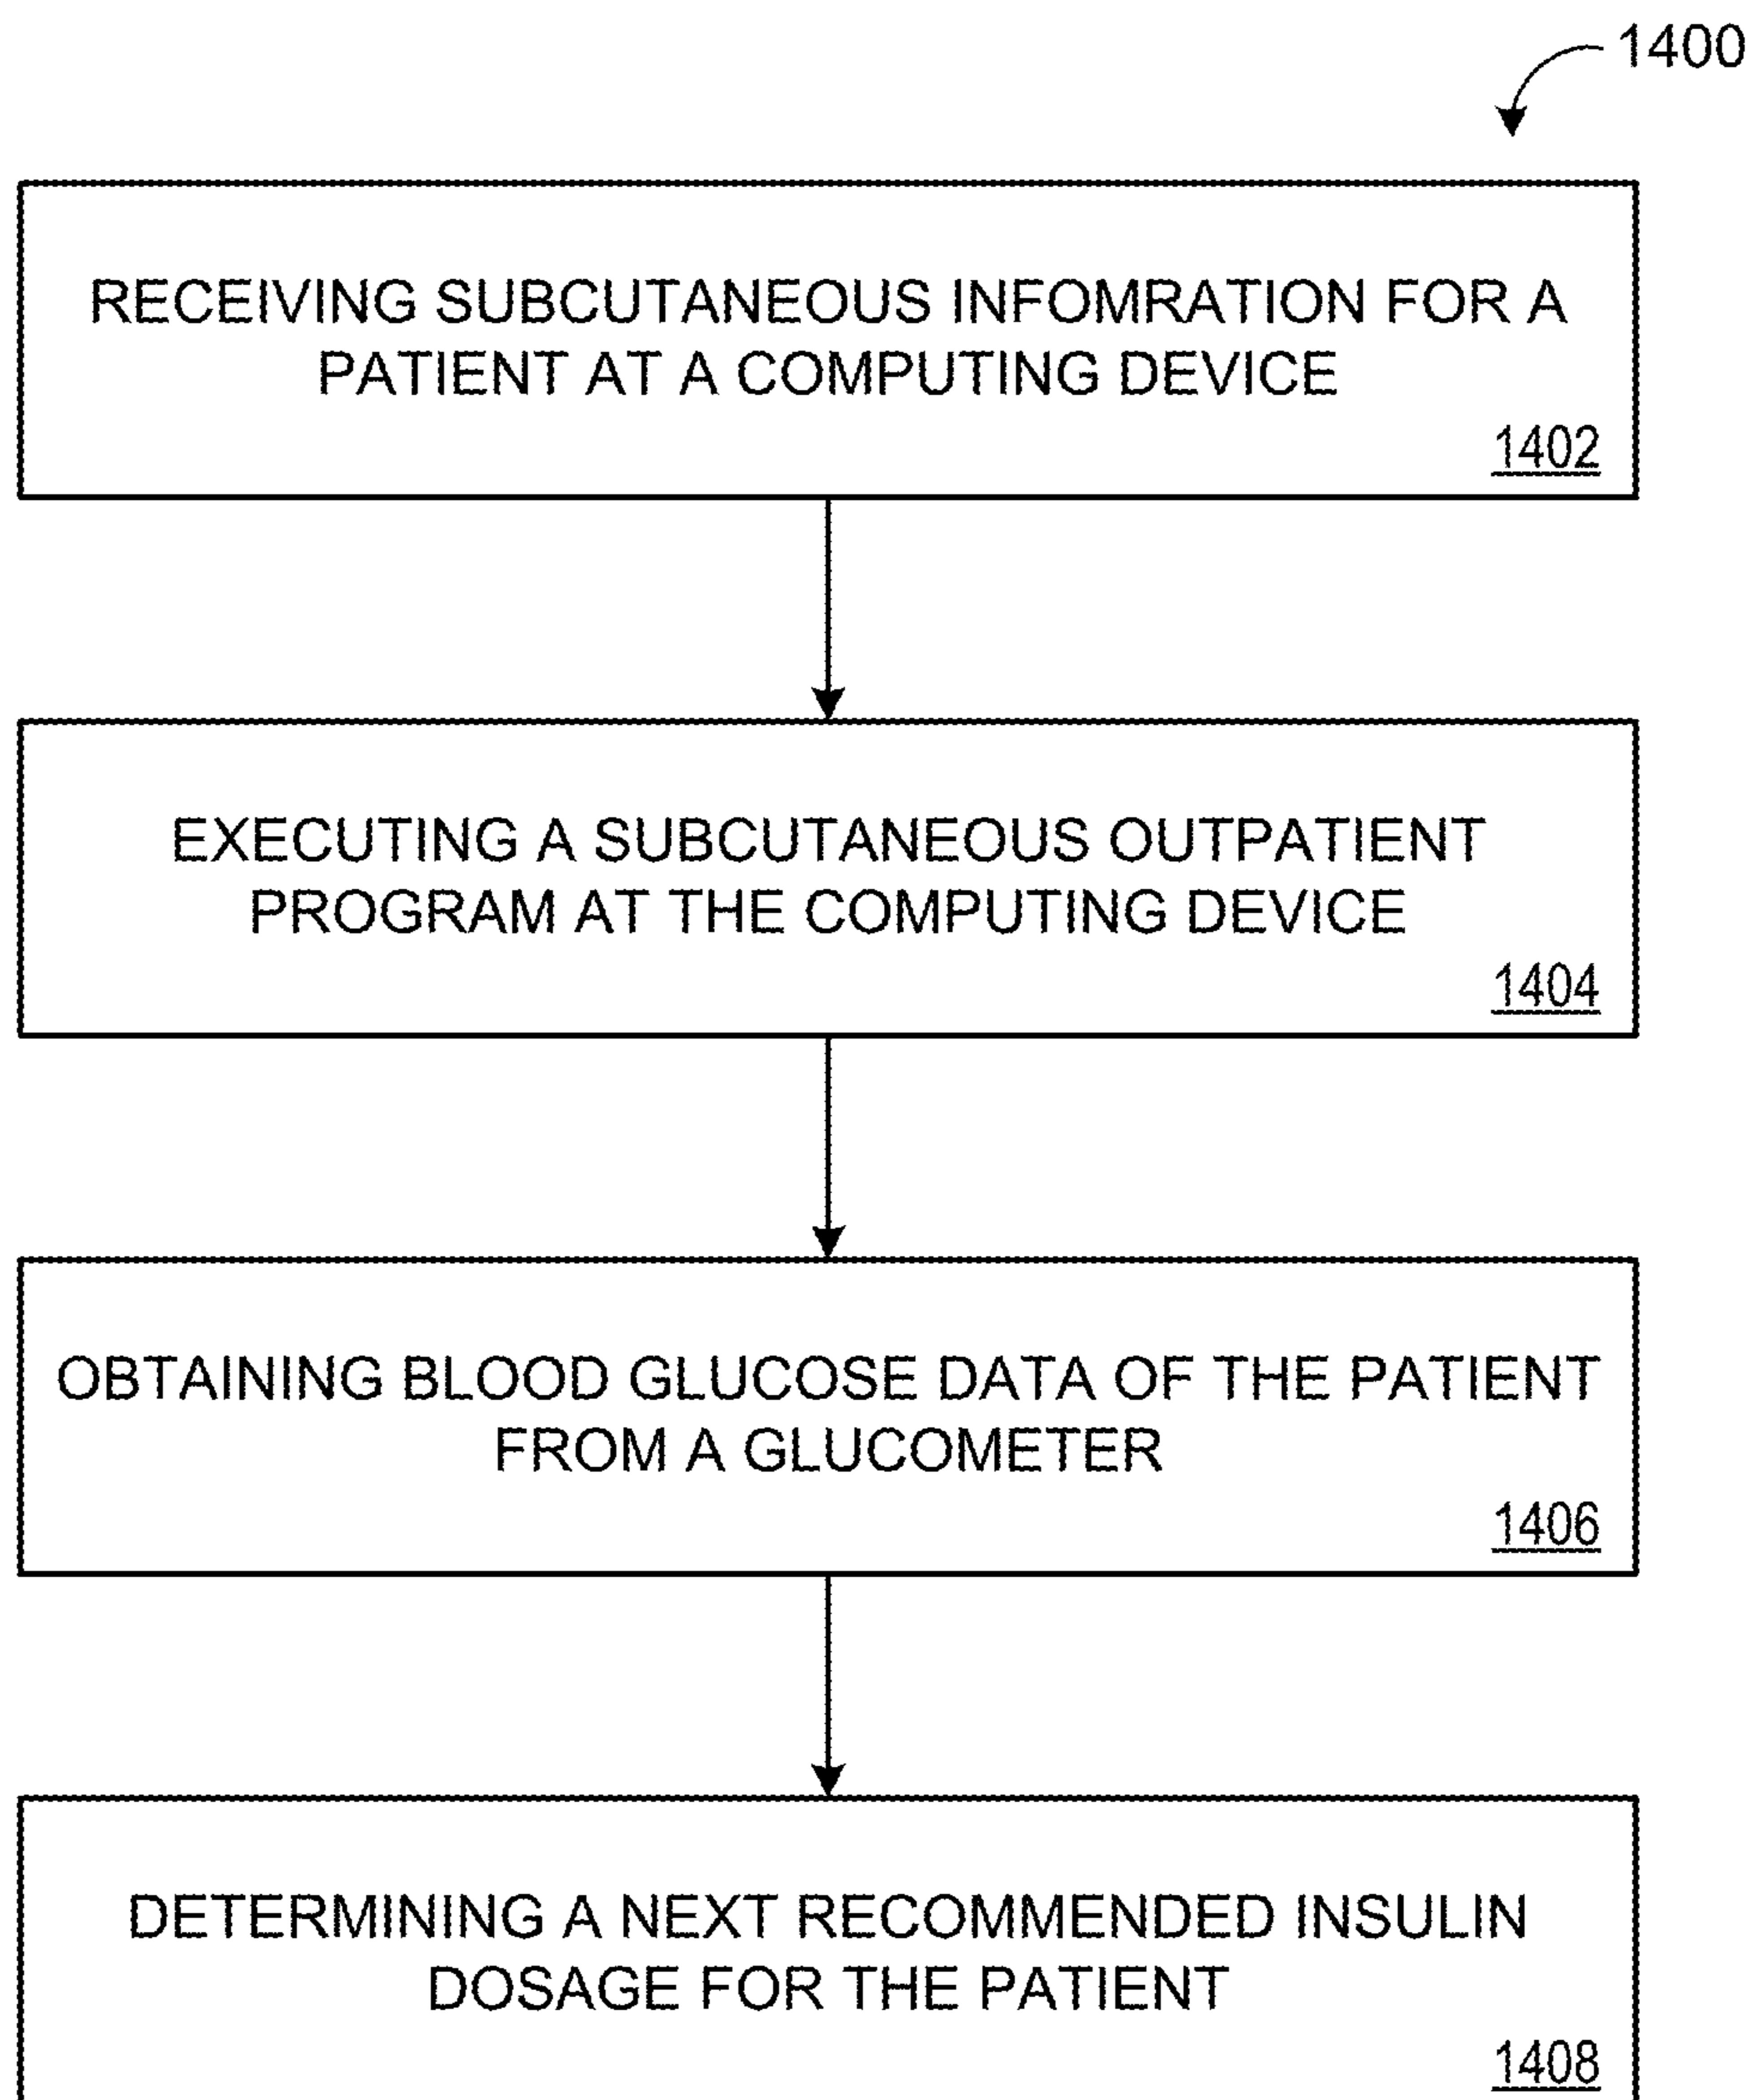 1400
RECEIVING SUBCUTANEOUS INFOMRATION FOR A
PATIENT AT A COMPUTING DEVICE
1402
EXECUTING A SUBCUTANEOUS OUTPATIENT
PROGRAM AT THE COMPUTING DEVICE
1404
OBTAINING BLOOD GLUCOSE DATA OF THE PATIENT
FROM A GLUCOMETER
1406
DETERMINING A NEXT RECOMMENDED INSULIN
DOSAGE FOR THE PATIENT
1408